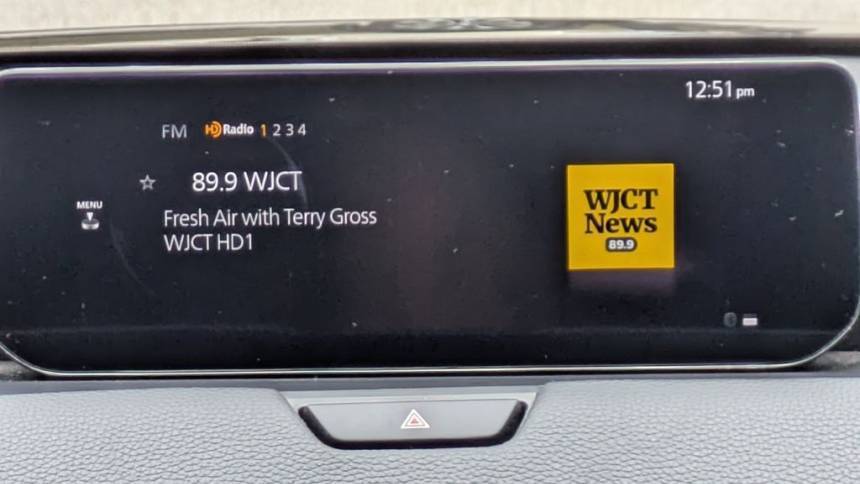 12:51 pm
FM HD Radio 1 2 3 4
89.9 WJCT
MENU
Fresh Air with Terry Gross
WJCT HD1
WJCT
News
89.9